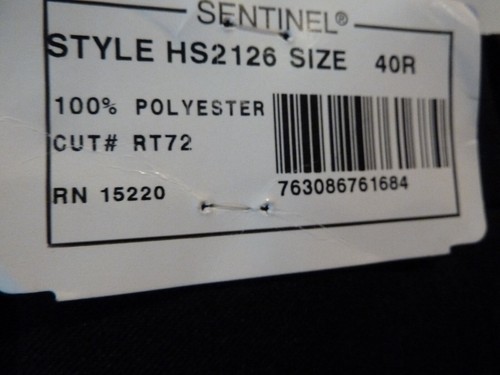 SENTINEL®
STYLE HS2126 SIZE 40R
100% POLYESTER
CUT# RT72
763086761684
RN 15220